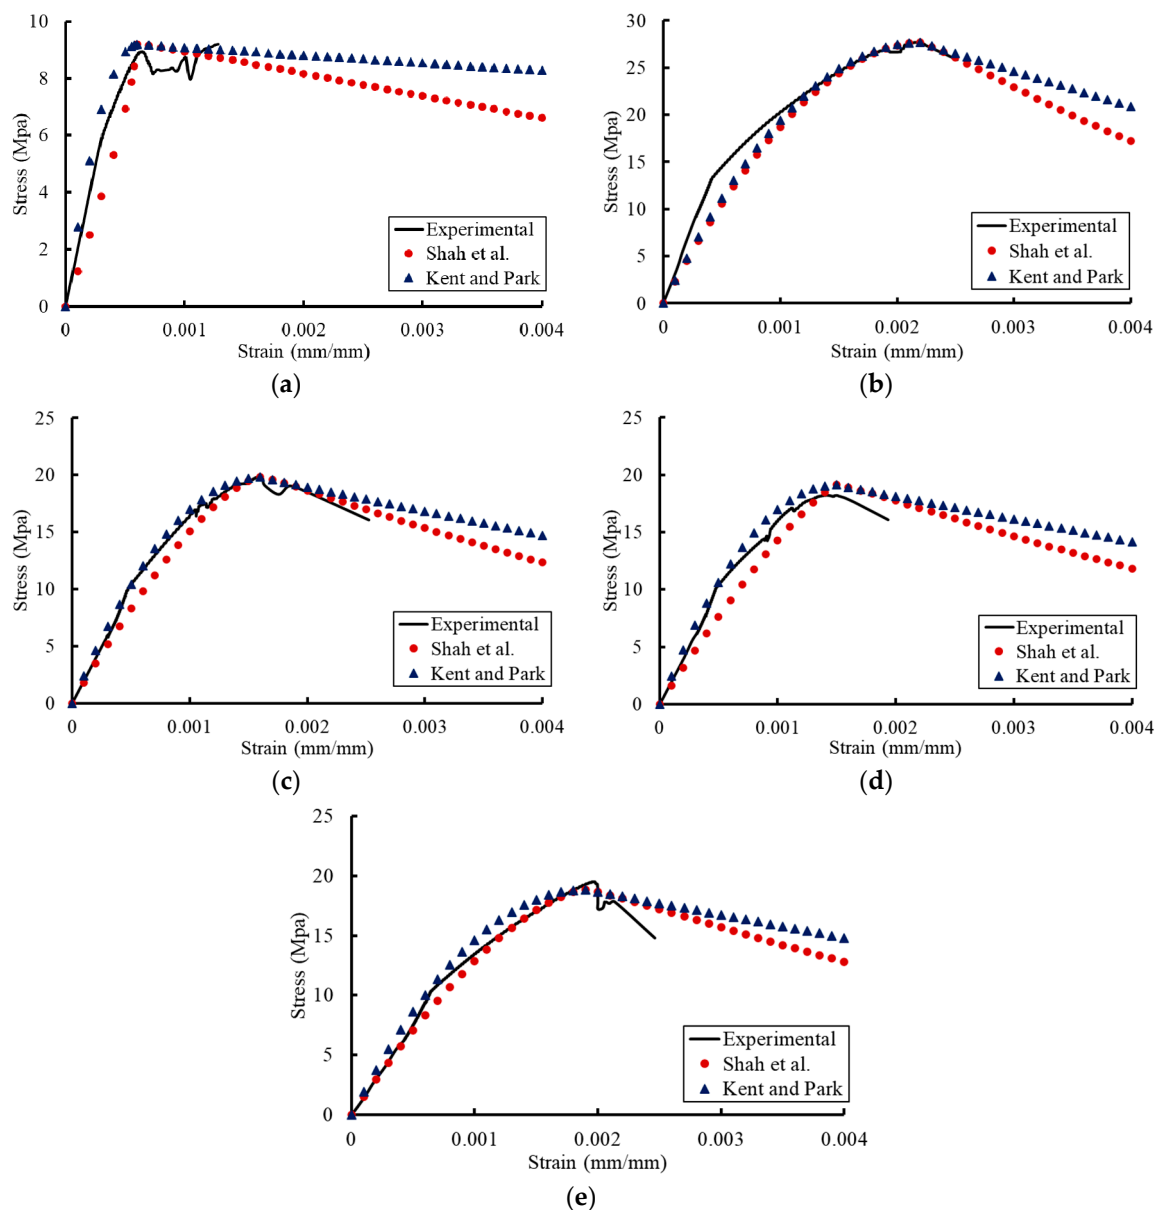 10
8
6
4
2
0
Stress (Mpa)
Experimental
Shah et al.
Kent and Park
0
0.001
0.002
0.003
0.004
Strain (mm/mm)
(a)
30
25
20
15
10
5
0
Stress (Mpa)
Experimental
Shah et al.
Kent and Park
0
0.001
0.002
0.003
0.004
Strain (mm/mm)
(b)
25
20
15
10
5
0
Stress (Mpa)
Experimental
Shah et al.
Kent and Park
0
0.001
0.002
0.003
0.004
Strain (mm/mm)
(c)
25
20
15
10
5
0
Stress (Mpa)
Experimental
Shah et al.
Kent and Park
0
0.001
0.002
0.003
0.004
Strain (mm/mm)
(d)
25
20
15
10
5
0
Stress (Mpa)
Experimental
Shah et al.
Kent and Park
0
0.001
0.002
0.003
0.004
Strain (mm/mm)
(e)